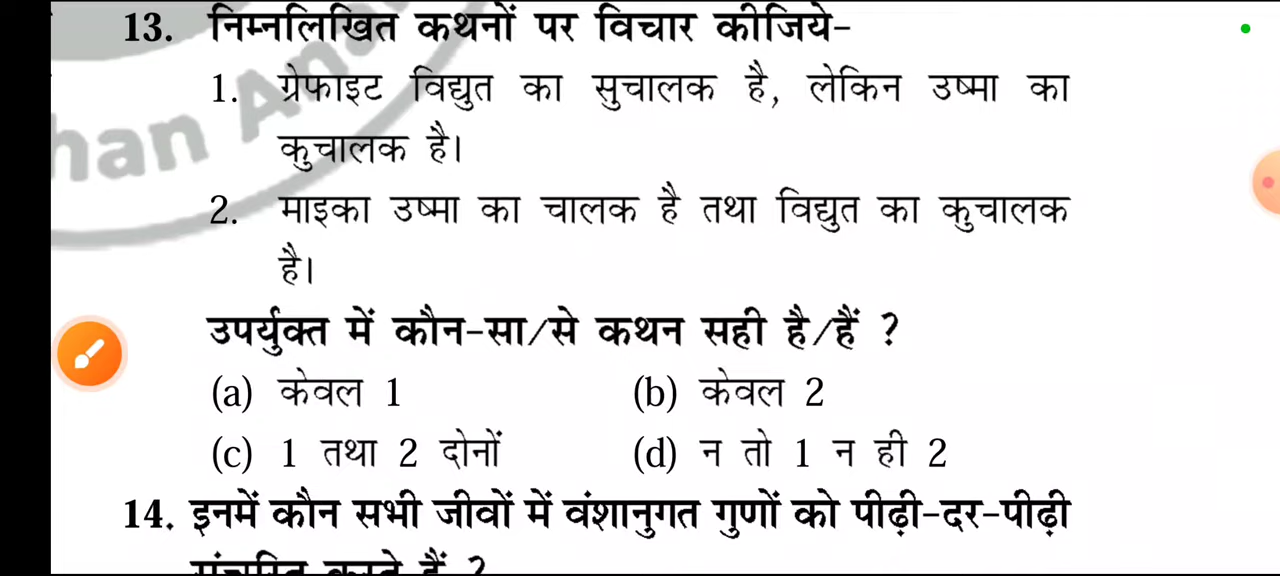 13. निम्नलिखित कथनों पर विचार कीजिये-
1. ग्रेफाइट विद्युत का सुचालक है, लेकिन उष्मा का
कुचालक है।
2. माइका उष्मा का चालक है तथा विद्युत का कुचालक
है।
उपर्युक्त में कौन-सा/से कथन सही है/हैं ?
(a) केवल 1 (b) केवल 2
(c) 1 तथा 2 दोनों (d) न तो 1 न ही 2
14. इनमें कौन सभी जीवों में वंशानुगत गुणों को पीढ़ी-दर-पीढ़ी